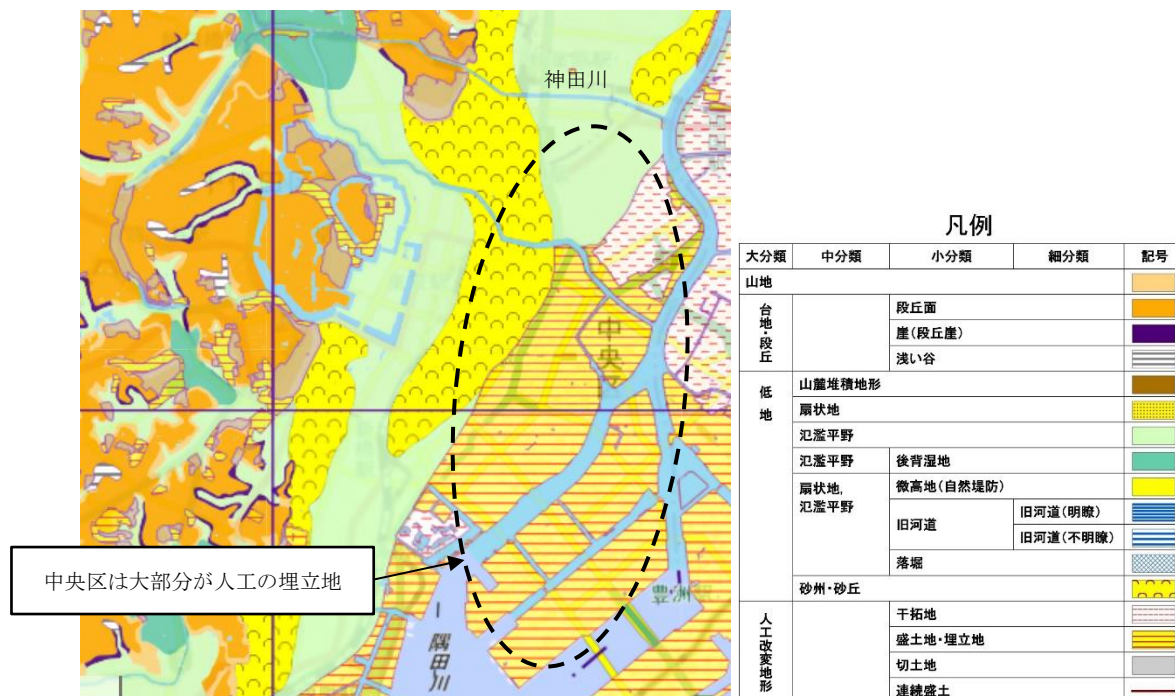 神田川
中央区
豊洲
隅田川
中央区は大部分が人工の埋立地
凡例
大分類 中分類 小分類 細分類 記号
山地
台地・段丘
段丘面
崖(段丘崖)
浅い谷
低地
山麓堆積地形
扇状地
氾濫平野
氾濫平野 後背湿地
扇状地,
氾濫平野
微高地(自然堤防)
旧河道
旧河道(明瞭)
旧河道(不明瞭)
落堀
砂州・砂丘
人工改変地形
干拓地
盛土地・埋立地
切土地
連続盛土